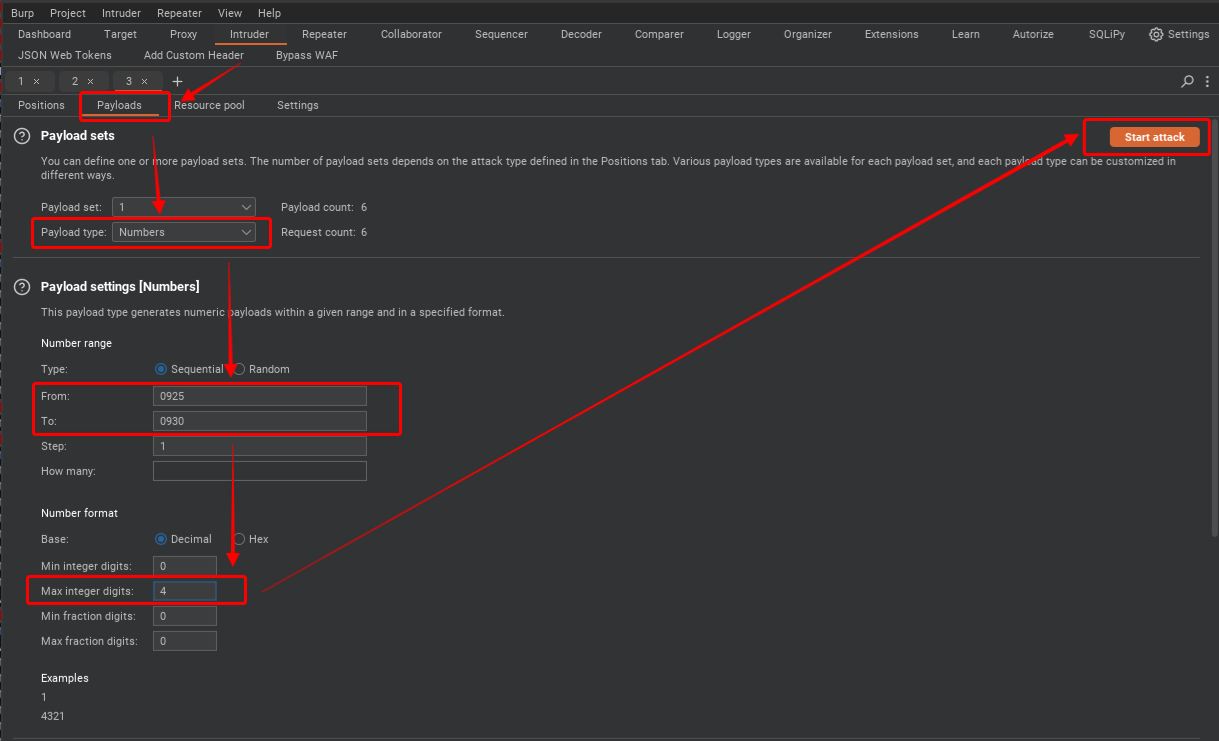 Burp Project Intruder Repeater View Help
Dashboard Target Proxy Intruder Repeater Collaborator Sequencer Decoder Comparer Logger Organizer Extensions Learn Autorize SQLiPy Settings
JSON Web Tokens Add Custom Header Bypass WAF
1 × 2 × 3 × +
Positions Payloads Resource pool Settings
? Payload sets Start attack
You can define one or more payload sets. The number of payload sets depends on the attack type defined in the Positions tab. Various payload types are available for each payload set, and each payload type can be customized in
different ways.
Payload set: 1 Payload count: 6
Payload type: Numbers Request count: 6
? Payload settings [Numbers]
This payload type generates numeric payloads within a given range and in a specified format.
Number range
Type: Sequential Random
From: 0925
To: 0930
Step: 1
How many:
Number format
Base: Decimal Hex
Min integer digits: 0
Max integer digits: 4
Min fraction digits: 0
Max fraction digits: 0
Examples
1
4321